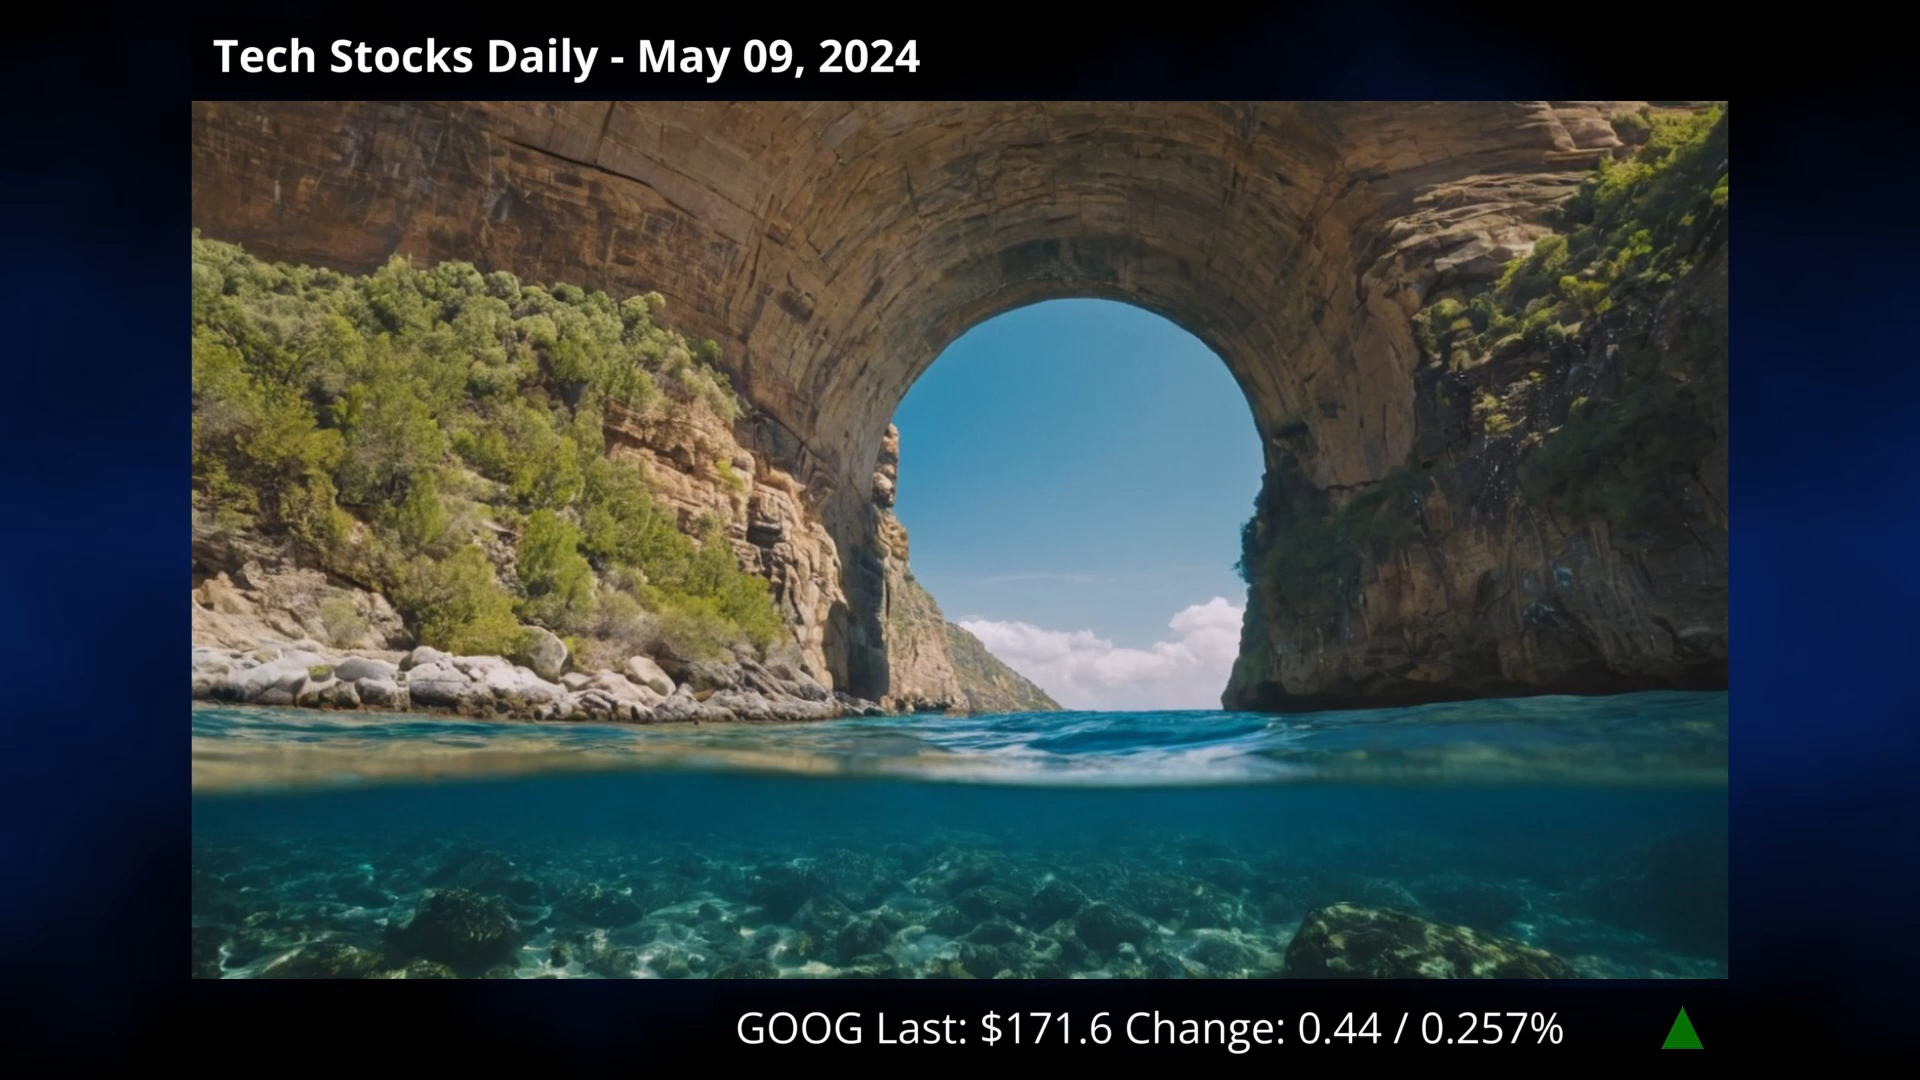 Tech Stocks Daily - May 09, 2024
GOOG Last: $171.6 Change: 0.44 / 0.257%